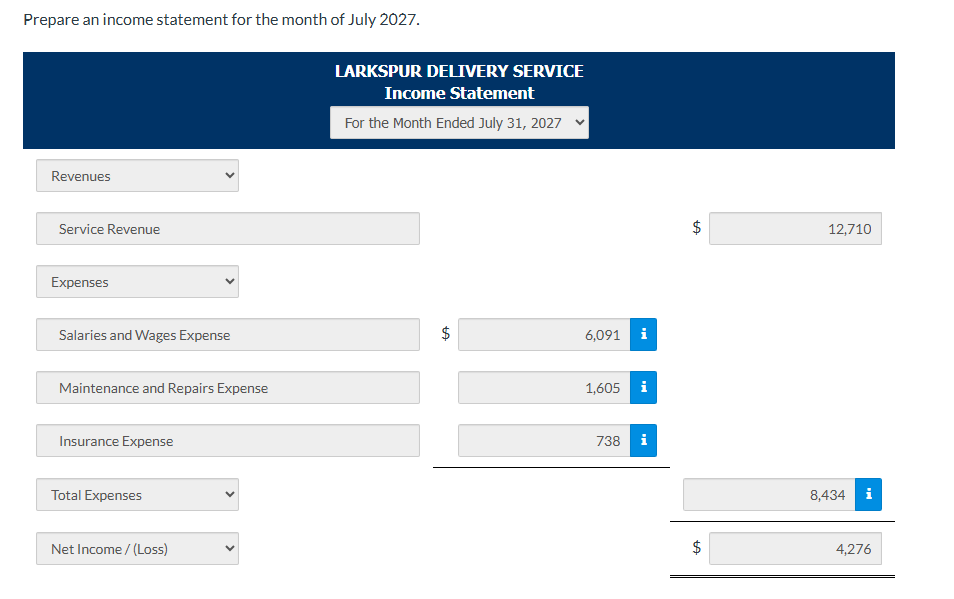 Prepare an income statement for the month of July 2027.
LARKSPUR DELIVERY SERVICE
Income Statement
For the Month Ended July 31, 2027
Revenues
Service Revenue $ 12,710
Expenses
Salaries and Wages Expense $ 6,091 i
Maintenance and Repairs Expense 1,605 i
Insurance Expense 738 i
Total Expenses 8,434 i
Net Income / (Loss) $ 4,276